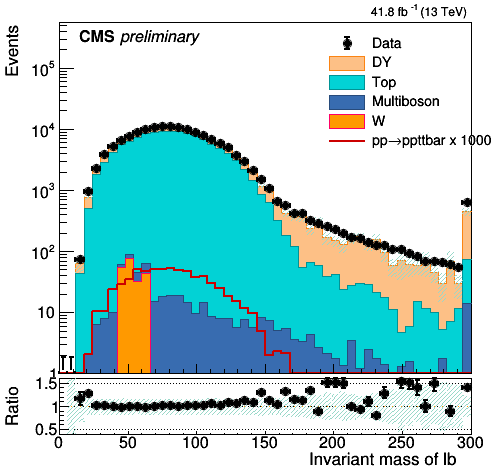 41.8 fb⁻¹ (13 TeV)
CMS preliminary
Events
Data
DY
Top
Multiboson
W
pp→ppttbar x 1000
10⁵
10⁴
10³
10²
10
1
Ratio
1.5
1
0.5
0 50 100 150 200 250 300
Invariant mass of lb